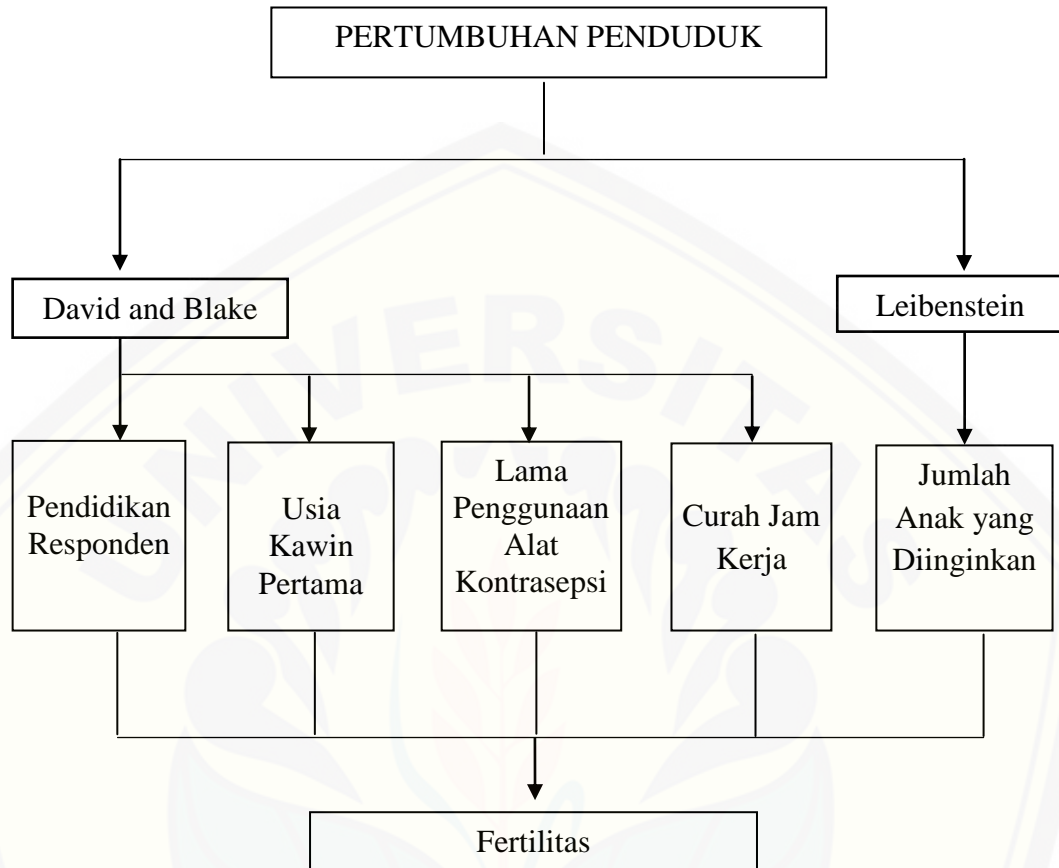 PERTUMBUHAN PENDUDUK
David and Blake
Leibenstein
Pendidikan
Responden
Usia
Kawin
Pertama
Lama
Penggunaan
Alat
Kontrasepsi
Curah Jam
Kerja
Jumlah
Anak yang
Diinginkan
Fertilitas
UNIVERSITAS